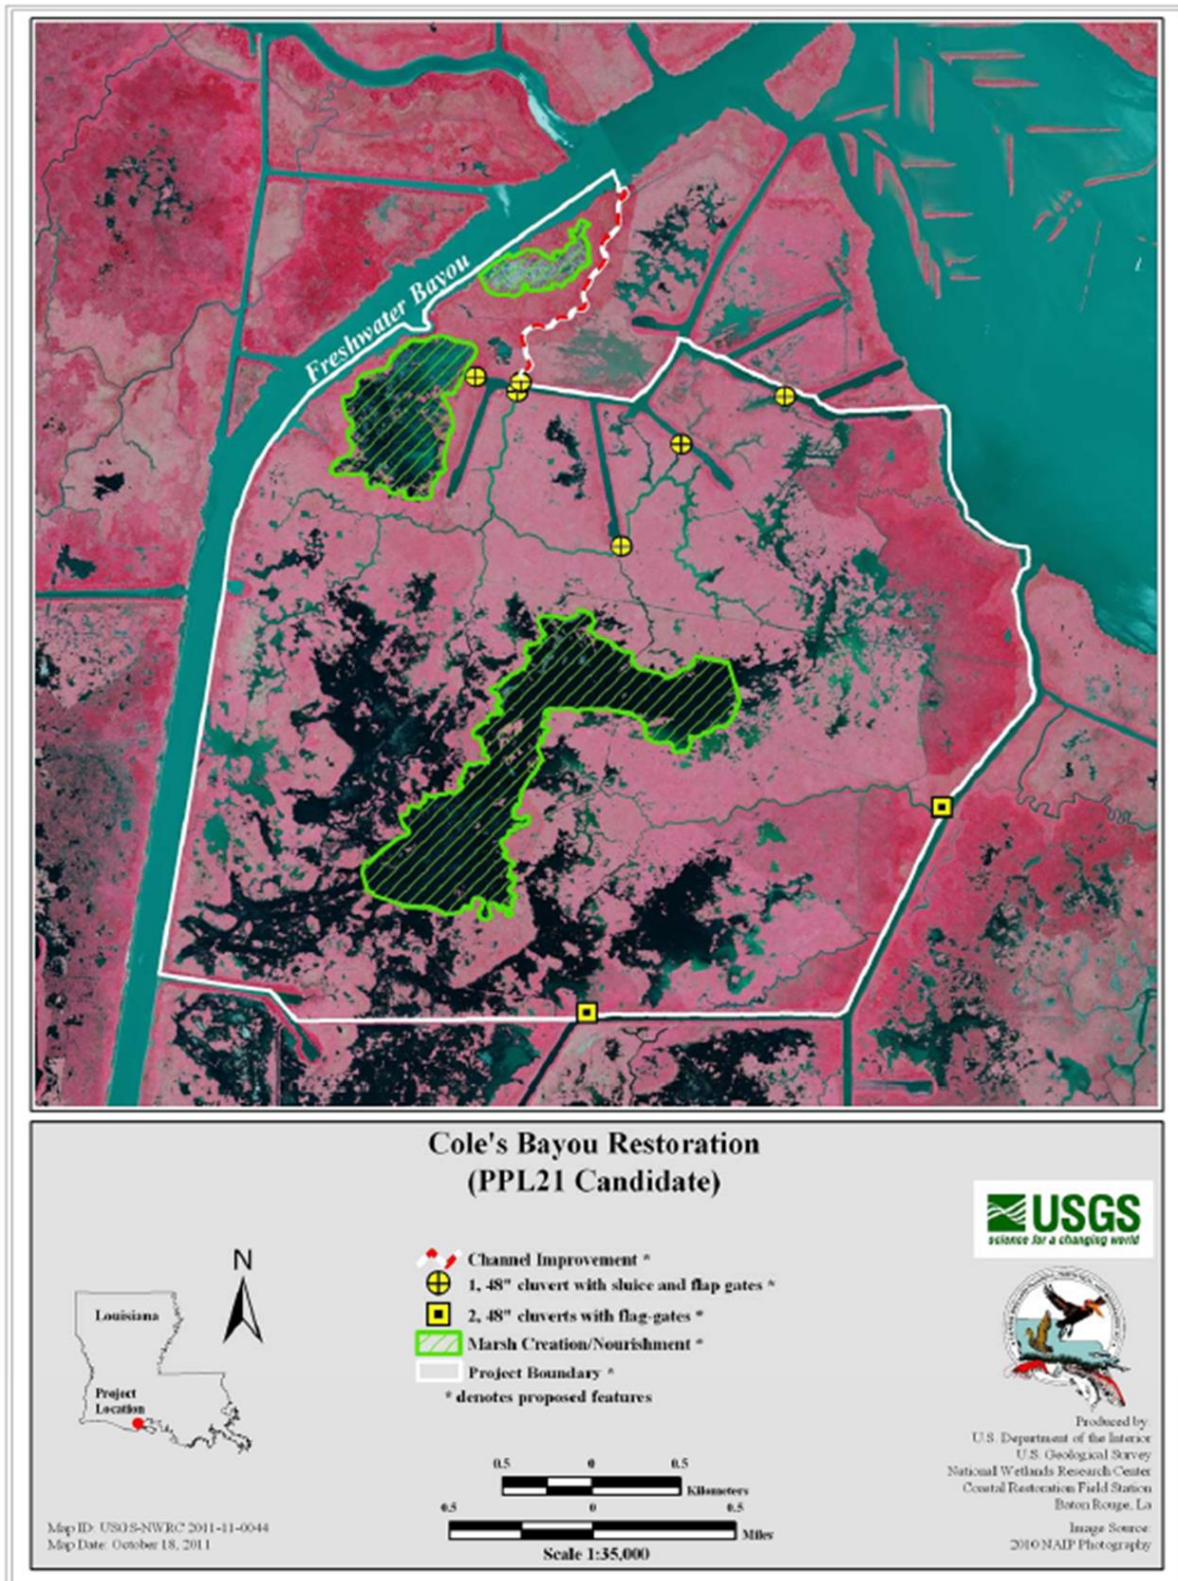 Freshwater Bayou
Cole's Bayou Restoration
(PPL21 Candidate)
USGS
science for a changing world
N
Louisiana
Project
Location
Channel Improvement *
1, 48" cluvert with sluice and flap gates *
2, 48" cluverts with flag-gates *
Marsh Creation/Nourishment *
Project Boundary *
* denotes proposed features
0.5 0 0.5
Kilometers
0.5 0 0.5
Miles
Scale 1:35,000
Map ID: USGS-NWRC 2011-11-0044
Map Date: October 18, 2011
Produced by:
U.S. Department of the Interior
U.S. Geological Survey
National Wetlands Research Center
Coastal Restoration Field Station
Baton Rouge, La
Image Source:
2010 NAIP Photography